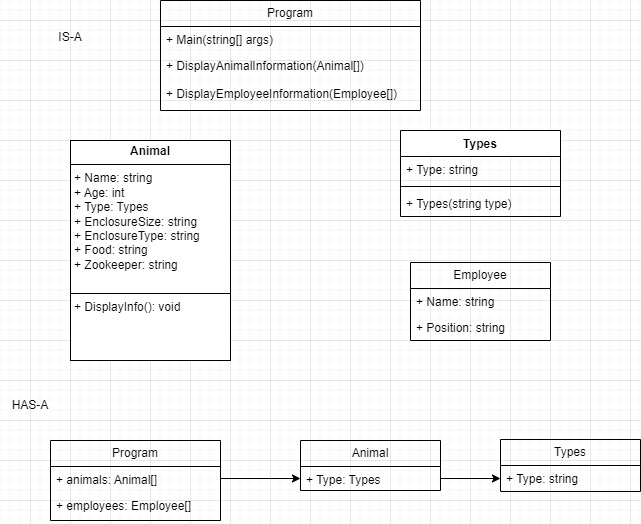 Program
IS-A
+ Main(string[] args)
+ DisplayAnimalInformation(Animal[])
+ DisplayEmployeeInformation(Employee[])
Animal
+ Name: string
+ Age: int
+ Type: Types
+ EnclosureSize: string
+ EnclosureType: string
+ Food: string
+ Zookeeper: string
+ DisplayInfo(): void
Types
+ Type: string
+ Types(string type)
Employee
+ Name: string
+ Position: string
HAS-A
Program
+ animals: Animal[]
+ employees: Employee[]
Animal
+ Type: Types
Types
+ Type: string